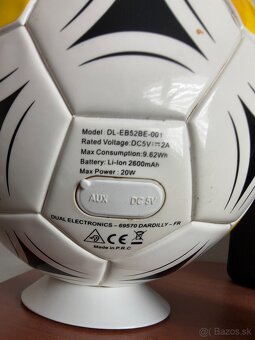 Model: DL-EB52BE-001
Rated Voltage: DC5V⎓2A
Max Consumption: 9.62Wh
Battery: Li-Ion 2600mAh
Max Power: 20W
AUX DC 5V
DUAL ELECTRONICS - 69570 DARDILLY - FR
CE
Made in P.R.C
© bazos.sk